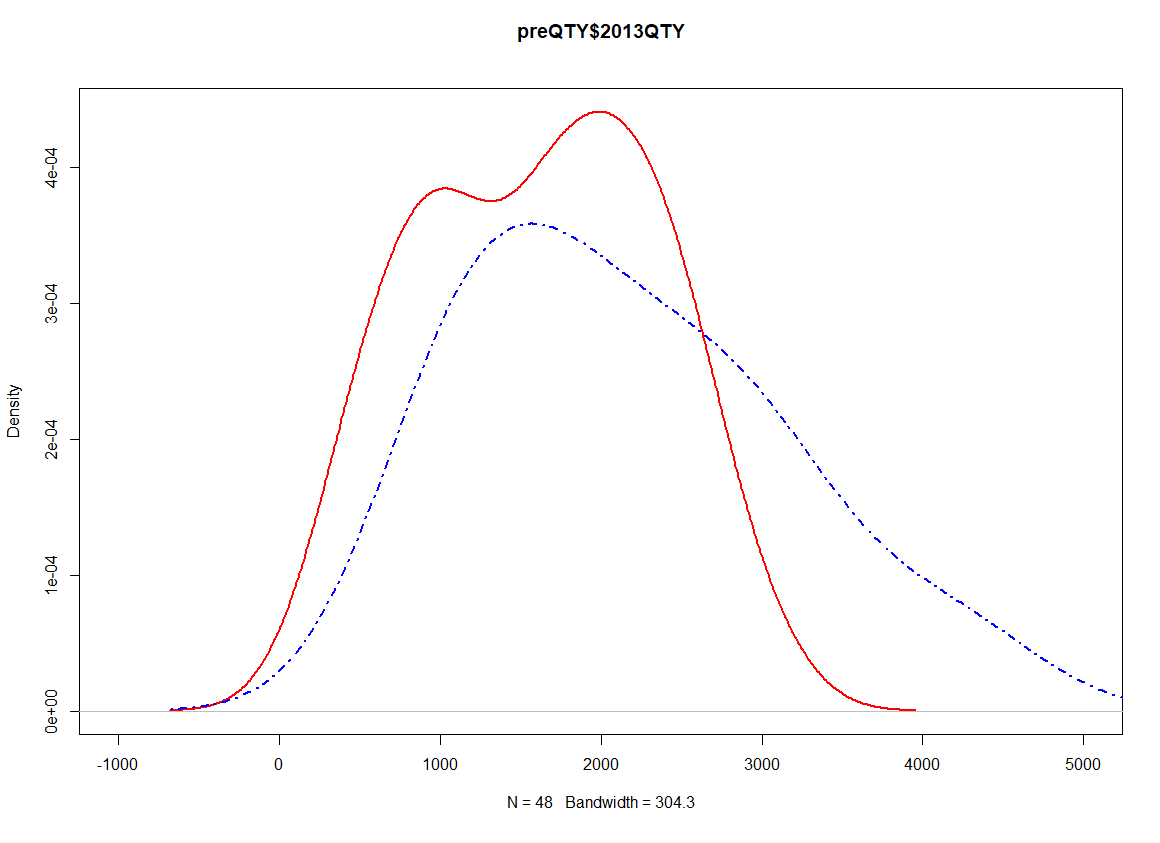 preQTY$2013QTY
Density
4e-04
3e-04
2e-04
1e-04
0e+00
-1000 0 1000 2000 3000 4000 5000
N = 48 Bandwidth = 304.3